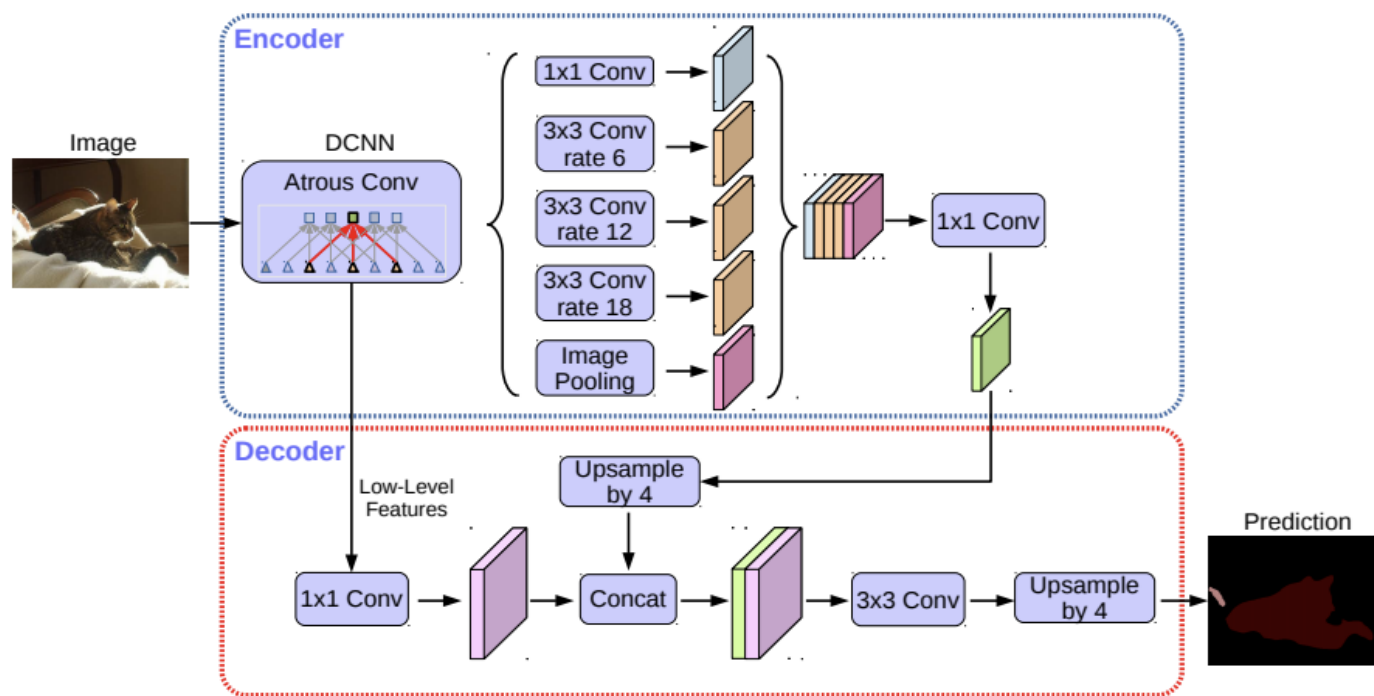 Encoder
Image
DCNN
Atrous Conv
1x1 Conv
3x3 Conv
rate 6
3x3 Conv
rate 12
3x3 Conv
rate 18
Image
Pooling
1x1 Conv
Decoder
Low-Level
Features
Upsample
by 4
1x1 Conv
Concat
3x3 Conv
Upsample
by 4
Prediction